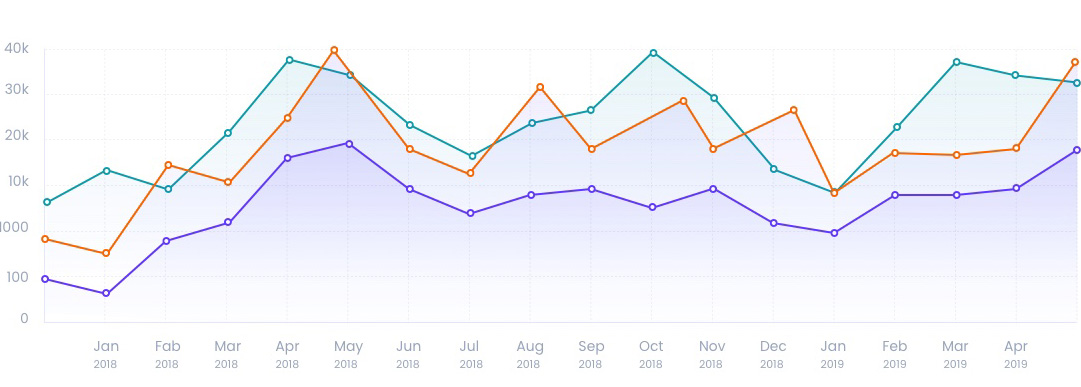 40k
30k
20k
10k
1000
100
0
Jan Fab Mar Apr May Jun Jul Aug Sep Oct Nov Dec Jan Feb Mar Apr
2018 2018 2018 2018 2018 2018 2018 2018 2018 2018 2018 2018 2019 2019 2019 2019